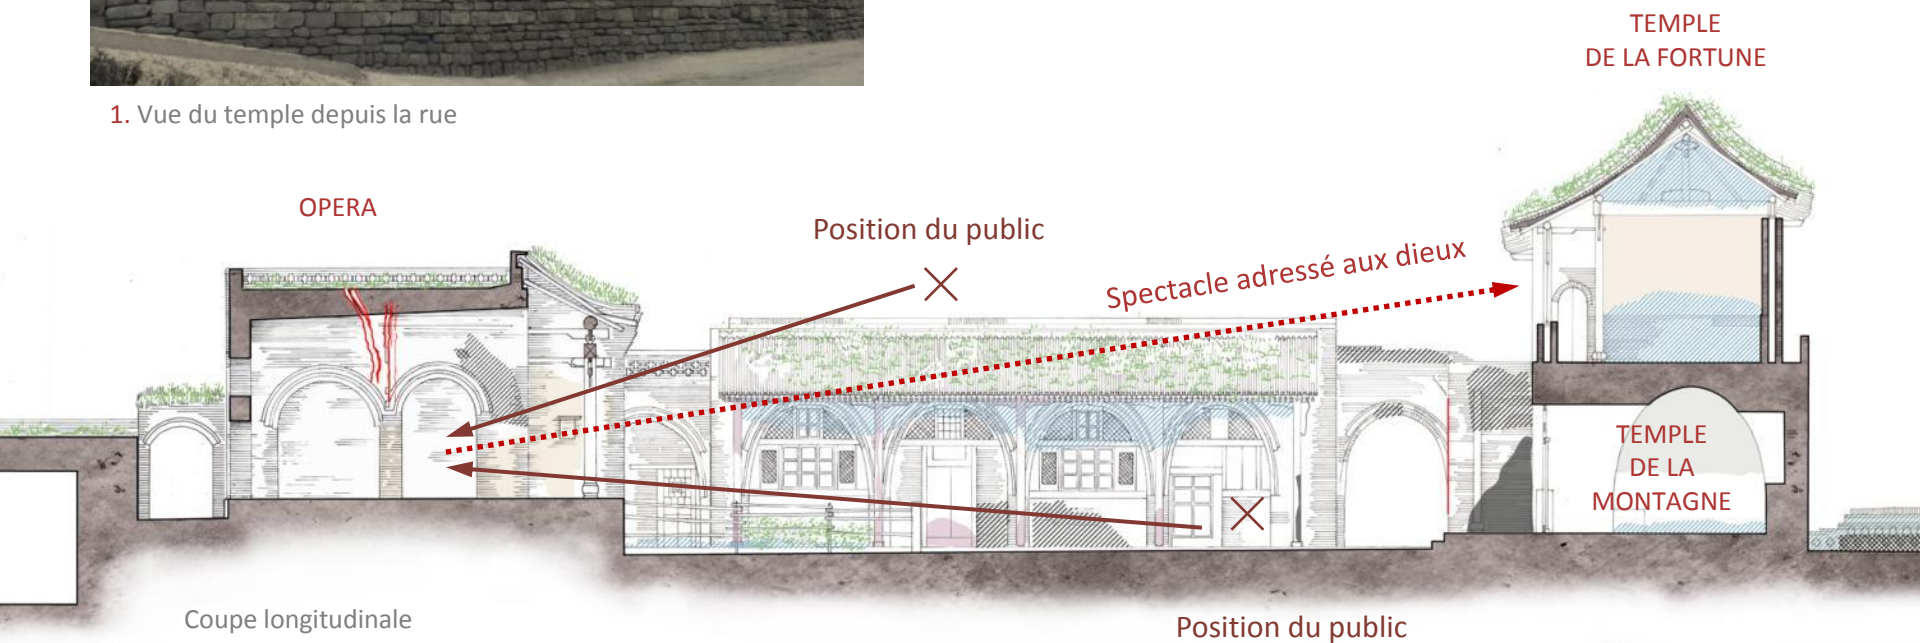 TEMPLE
DE LA FORTUNE
1. Vue du temple depuis la rue
OPERA
Position du public
Spectacle adressé aux dieux
TEMPLE
DE LA
MONTAGNE
Coupe longitudinale
Position du public